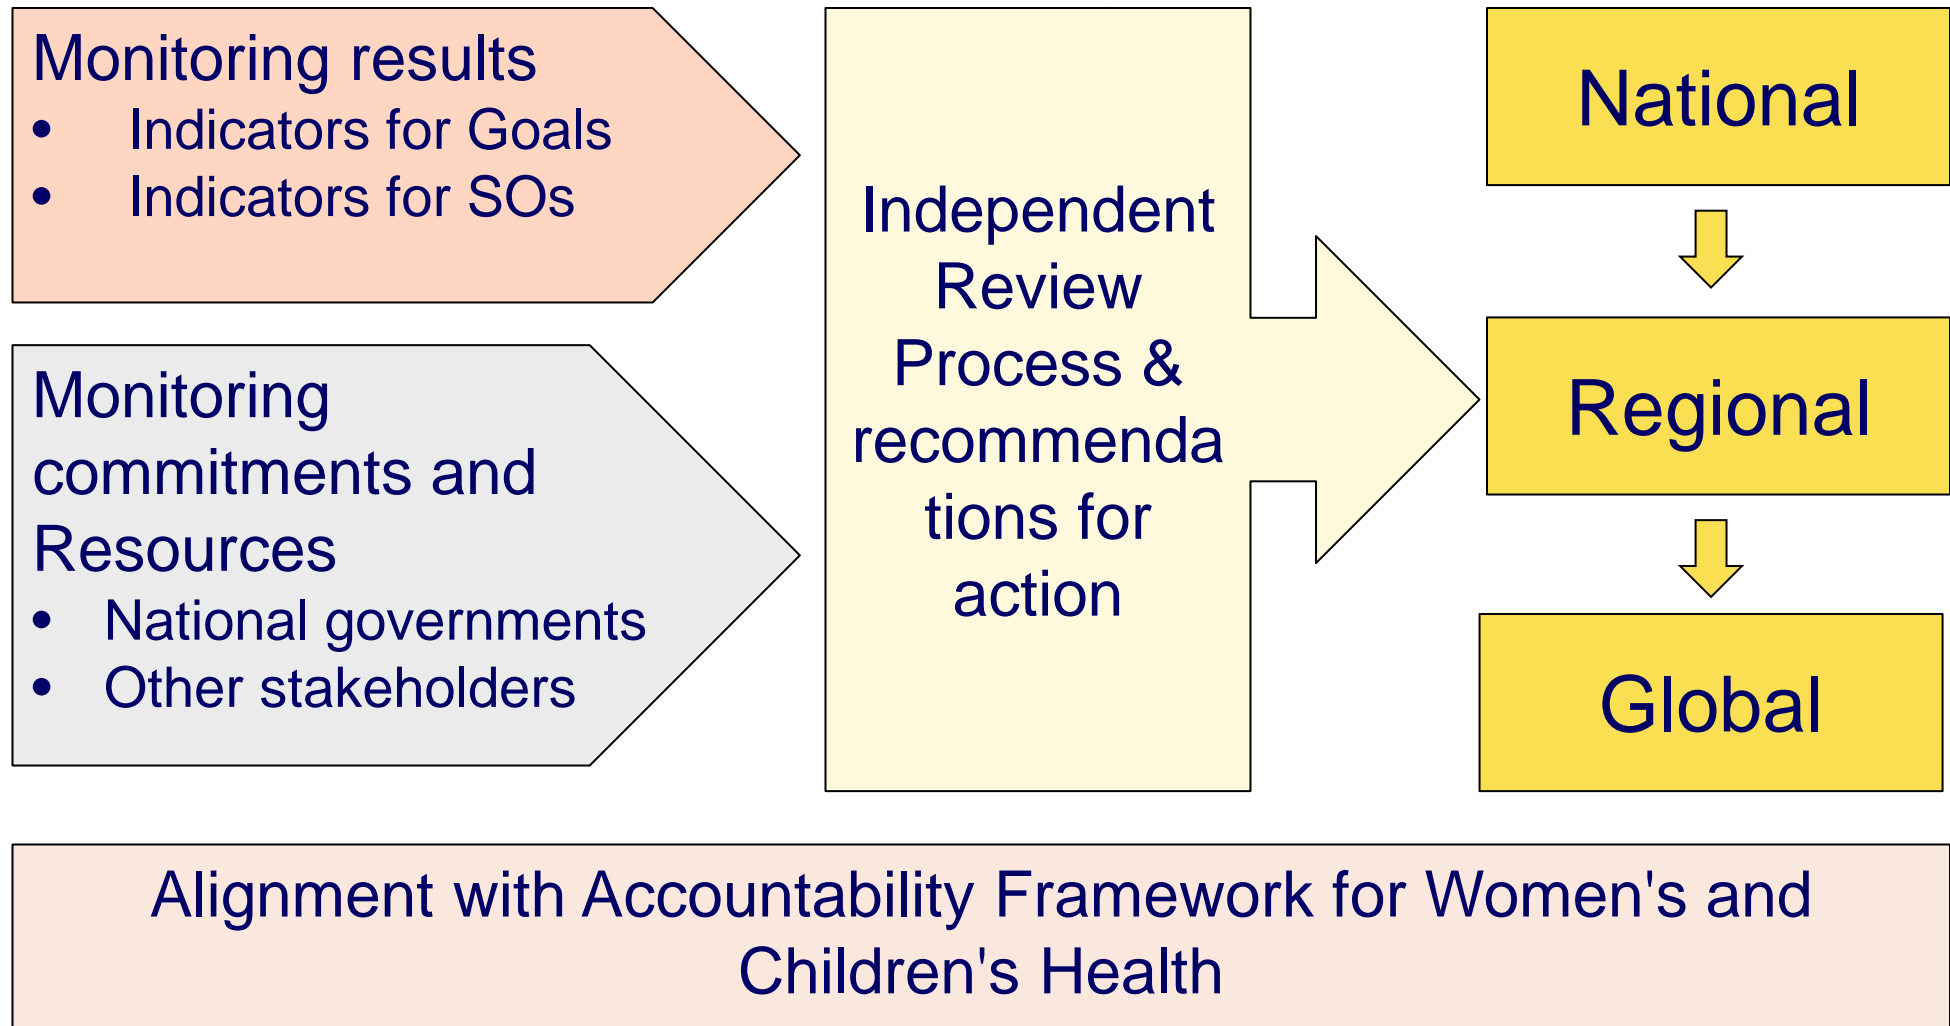 Monitoring results
• Indicators for Goals
• Indicators for SOs
Monitoring
commitments and
Resources
• National governments
• Other stakeholders
Independent
Review
Process &
recommenda
tions for
action
National
Regional
Global
Alignment with Accountability Framework for Women's and
Children's Health